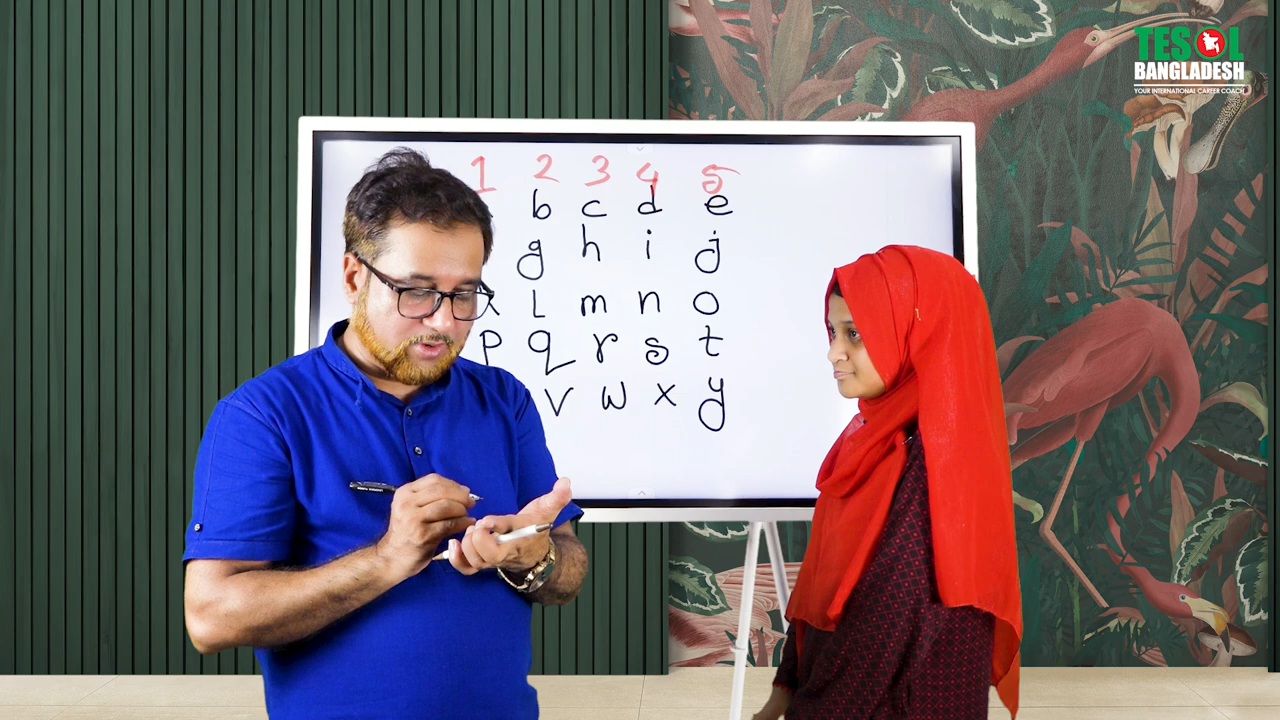 TESOL
BANGLADESH
YOUR INTERNATIONAL CAREER COACH
1 2 3 4 5
b c d e
g h i j
k l m n o
p q r s t
v w x y